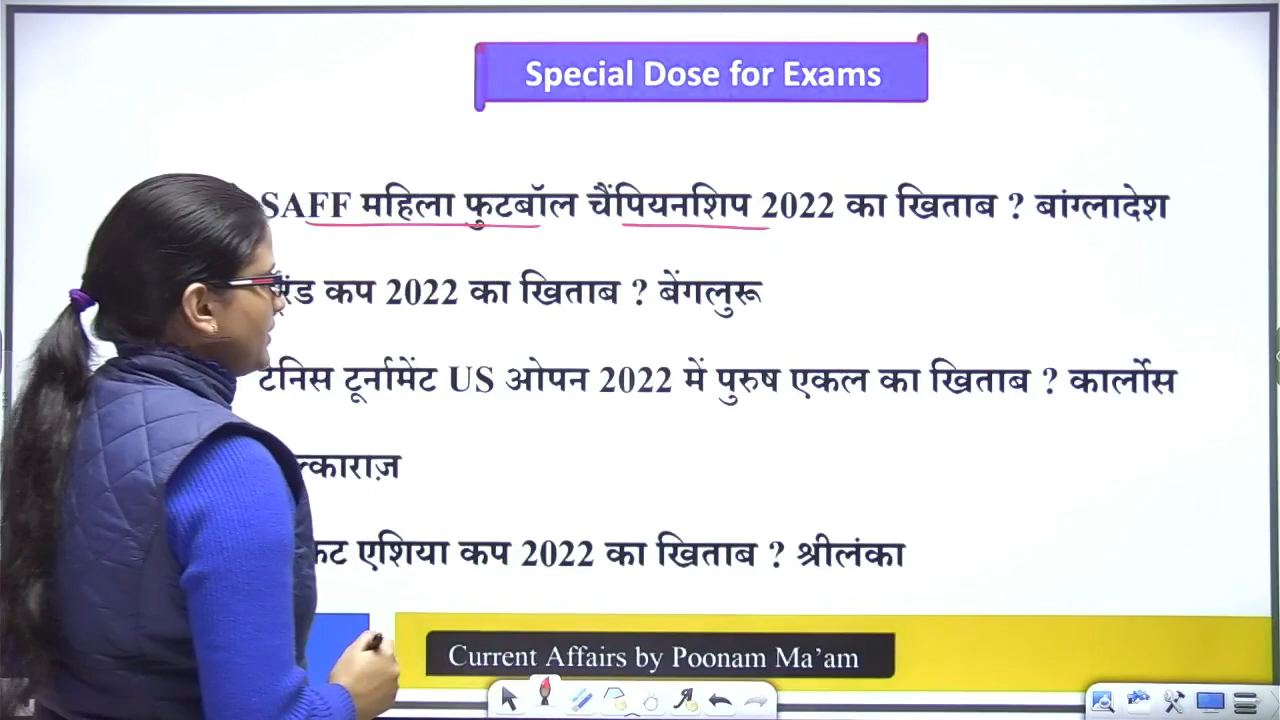 Special Dose for Exams
SAFF महिला फुटबॉल चैंपियनशिप 2022 का खिताब ? बांग्लादेश
कप 2022 का खिताब ? बेंगलुरू
टेनिस टूर्नामेंट US ओपन 2022 में पुरुष एकल का खिताब ? कार्लोस
एशिया कप 2022 का खिताब ? श्रीलंका
Current Affairs by Poonam Ma'am